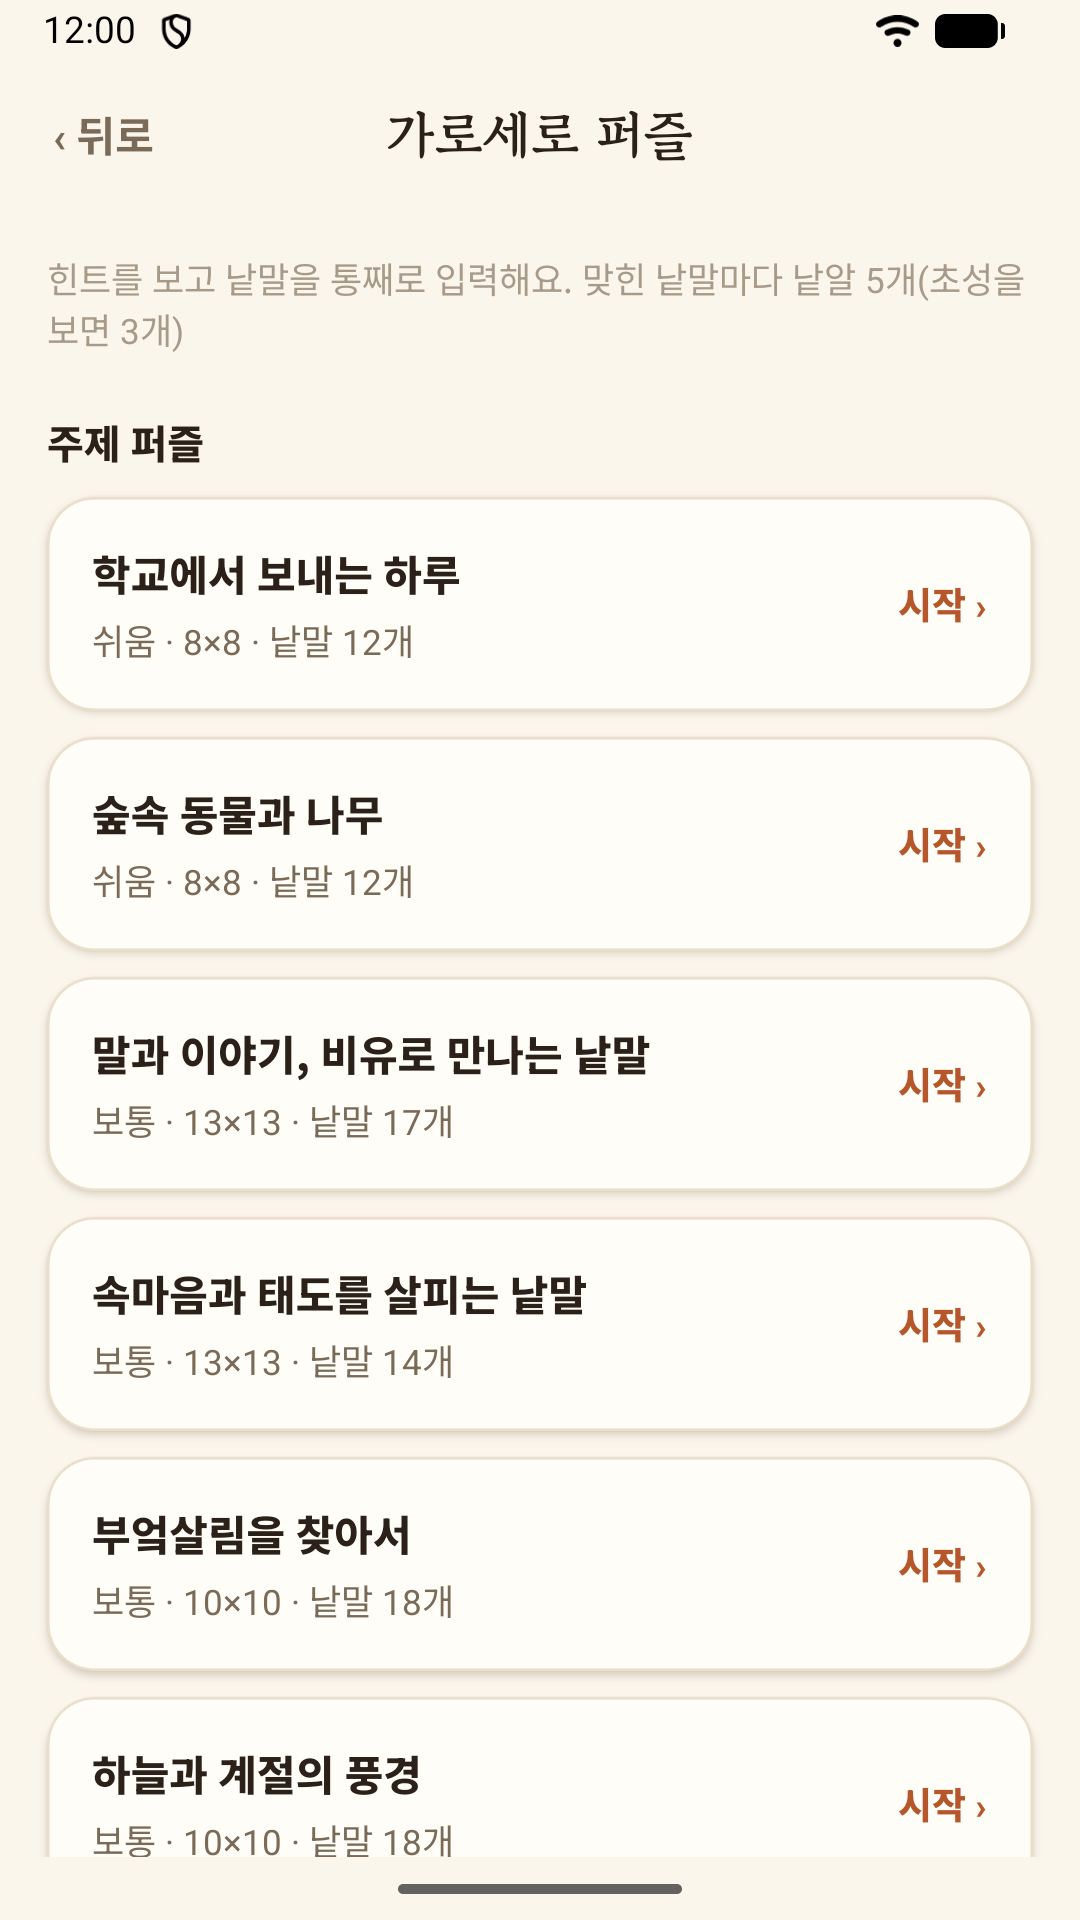 12:00
‹ 뒤로
가로세로 퍼즐
힌트를 보고 낱말을 통째로 입력해요. 맞힌 낱말마다 낱알 5개(초성을
보면 3개)
주제 퍼즐
학교에서 보내는 하루
쉬움 · 8×8 · 낱말 12개
시작 ›
숲속 동물과 나무
쉬움 · 8×8 · 낱말 12개
시작 ›
말과 이야기, 비유로 만나는 낱말
보통 · 13×13 · 낱말 17개
시작 ›
속마음과 태도를 살피는 낱말
보통 · 13×13 · 낱말 14개
시작 ›
부엌살림을 찾아서
보통 · 10×10 · 낱말 18개
시작 ›
하늘과 계절의 풍경
보통 · 10×10 · 낱말 18개
시작 ›